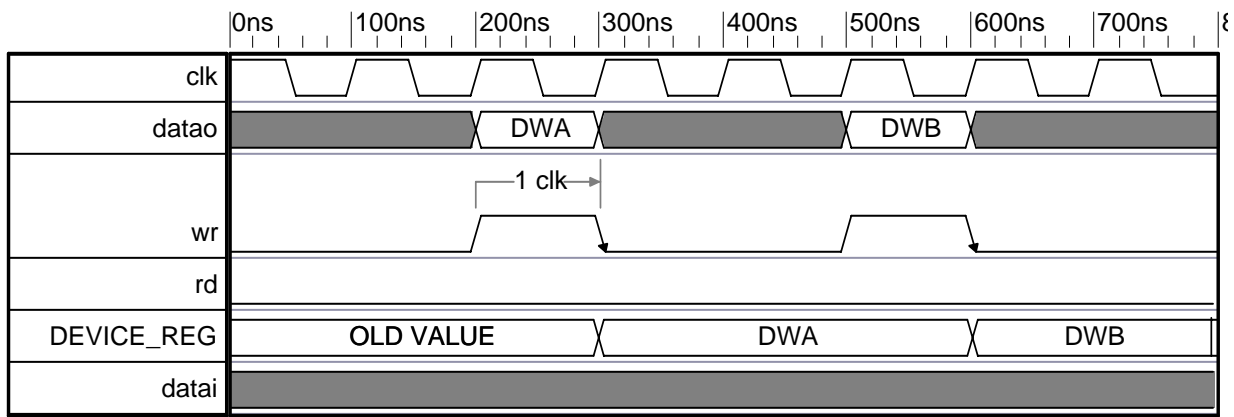 0ns 100ns 200ns 300ns 400ns 500ns 600ns 700ns
clk
datao DWA DWB
1 clk
wr
rd
DEVICE_REG OLD VALUE DWA DWB
datai